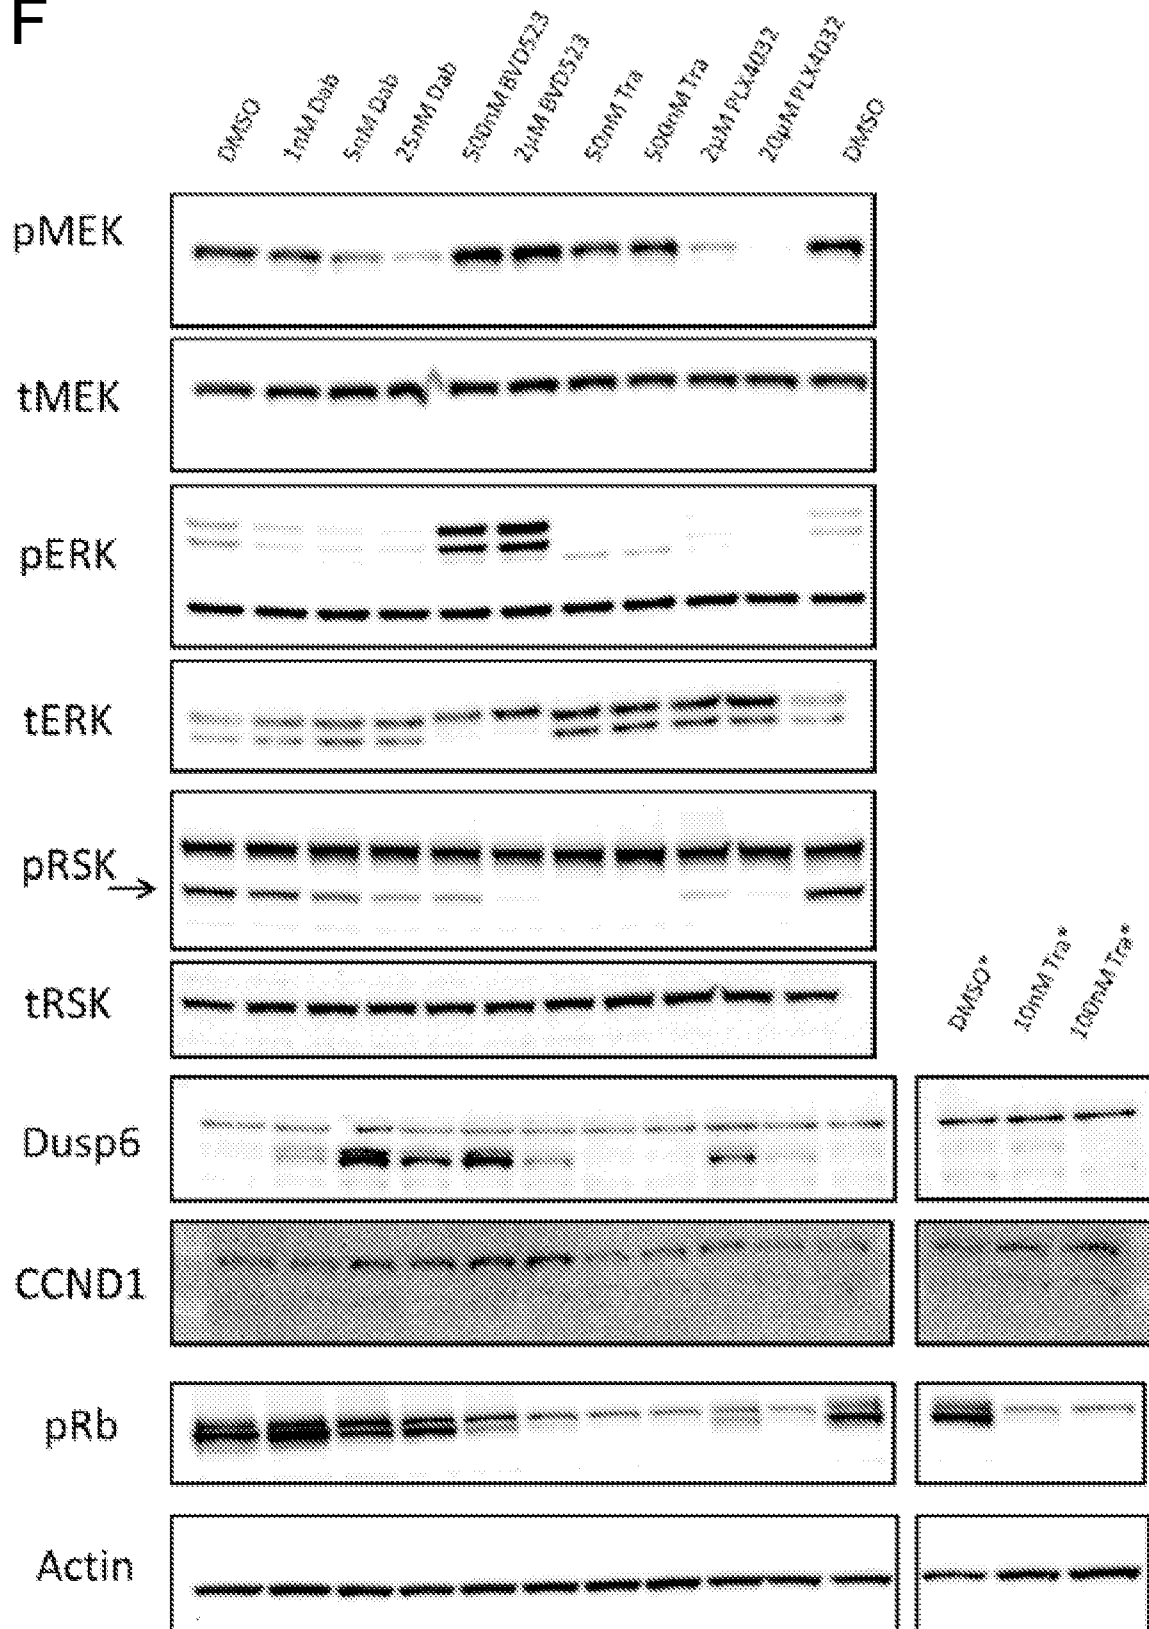 F
DMSO
1nM Dab
5nM Dab
25nM Dab
500nM BVD523
2µM BVD523
50nM Tra
500nM Tra
2µM PLX4032
20µM PLX4032
DMSO
pMEK
tMEK
pERK
tERK
pRSK
tRSK
DMSO*
10nM Tra*
100nM Tra*
Dusp6
CCND1
pRb
Actin